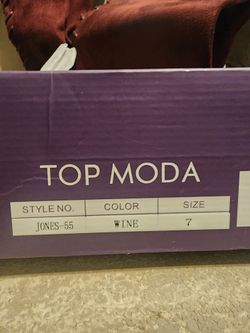 TOP MODA
STYLE NO. COLOR SIZE
JONES-55 WINE 7